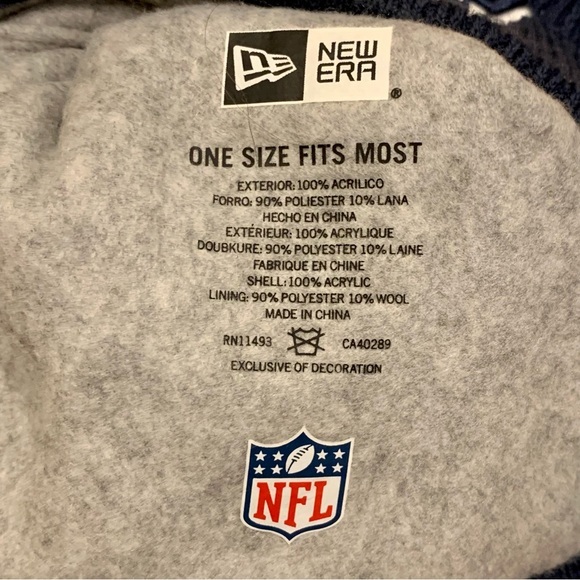 NEW
ERA
®
ONE SIZE FITS MOST
EXTERIOR: 100% ACRILICO
FORRO: 90% POLIESTER 10% LANA
HECHO EN CHINA
EXTÉRIEUR: 100% ACRYLIQUE
DOUBKURE: 90% POLYESTER 10% LAINE
FABRIQUE EN CHINE
SHELL: 100% ACRYLIC
LINING: 90% POLYESTER 10% WOOL
MADE IN CHINA
RN11493 CA40289
EXCLUSIVE OF DECORATION
NFL